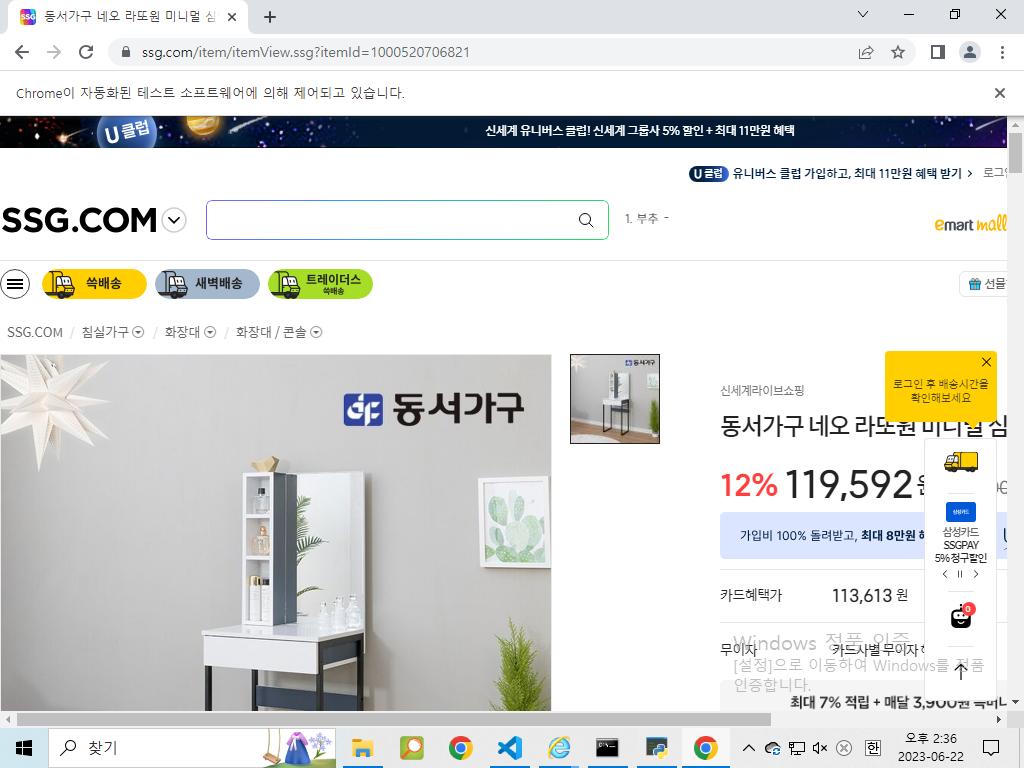 동서가구 네오 라또원 미니멀 심
ssg.com/item/itemView.ssg?itemId=1000520706821
Chrome이 자동화된 테스트 소프트웨어에 의해 제어되고 있습니다.
U클럽
신세계 유니버스 클럽! 신세계 그룹사 5% 할인 + 최대 11만원 혜택
U클럽 유니버스 클럽 가입하고, 최대 11만원 혜택 받기 >
SSG.COM
1. 부추 -
emart mall
쓱배송
새벽배송
트레이더스
쓱배송
선물
SSG.COM / 침실가구 / 화장대 / 화장대 / 콘솔
동서가구
동서가구
로그인 후 배송시간을
확인해보세요
신세계라이브쇼핑
동서가구 네오 라또원 미니멀 심
12% 119,592원
가입비 100% 돌려받고, 최대 8만원
삼성카드
삼성카드
SSGPAY
5% 청구할인
카드혜택가 113,613 원
0
무이자 카드사별 무이자
Windows 정품 인증
[설정]으로 이동하여 Windows를 정품
인증합니다.
최대 7% 적립 + 매달 3,900원
찾기
오후 2:36
한
2023-06-22